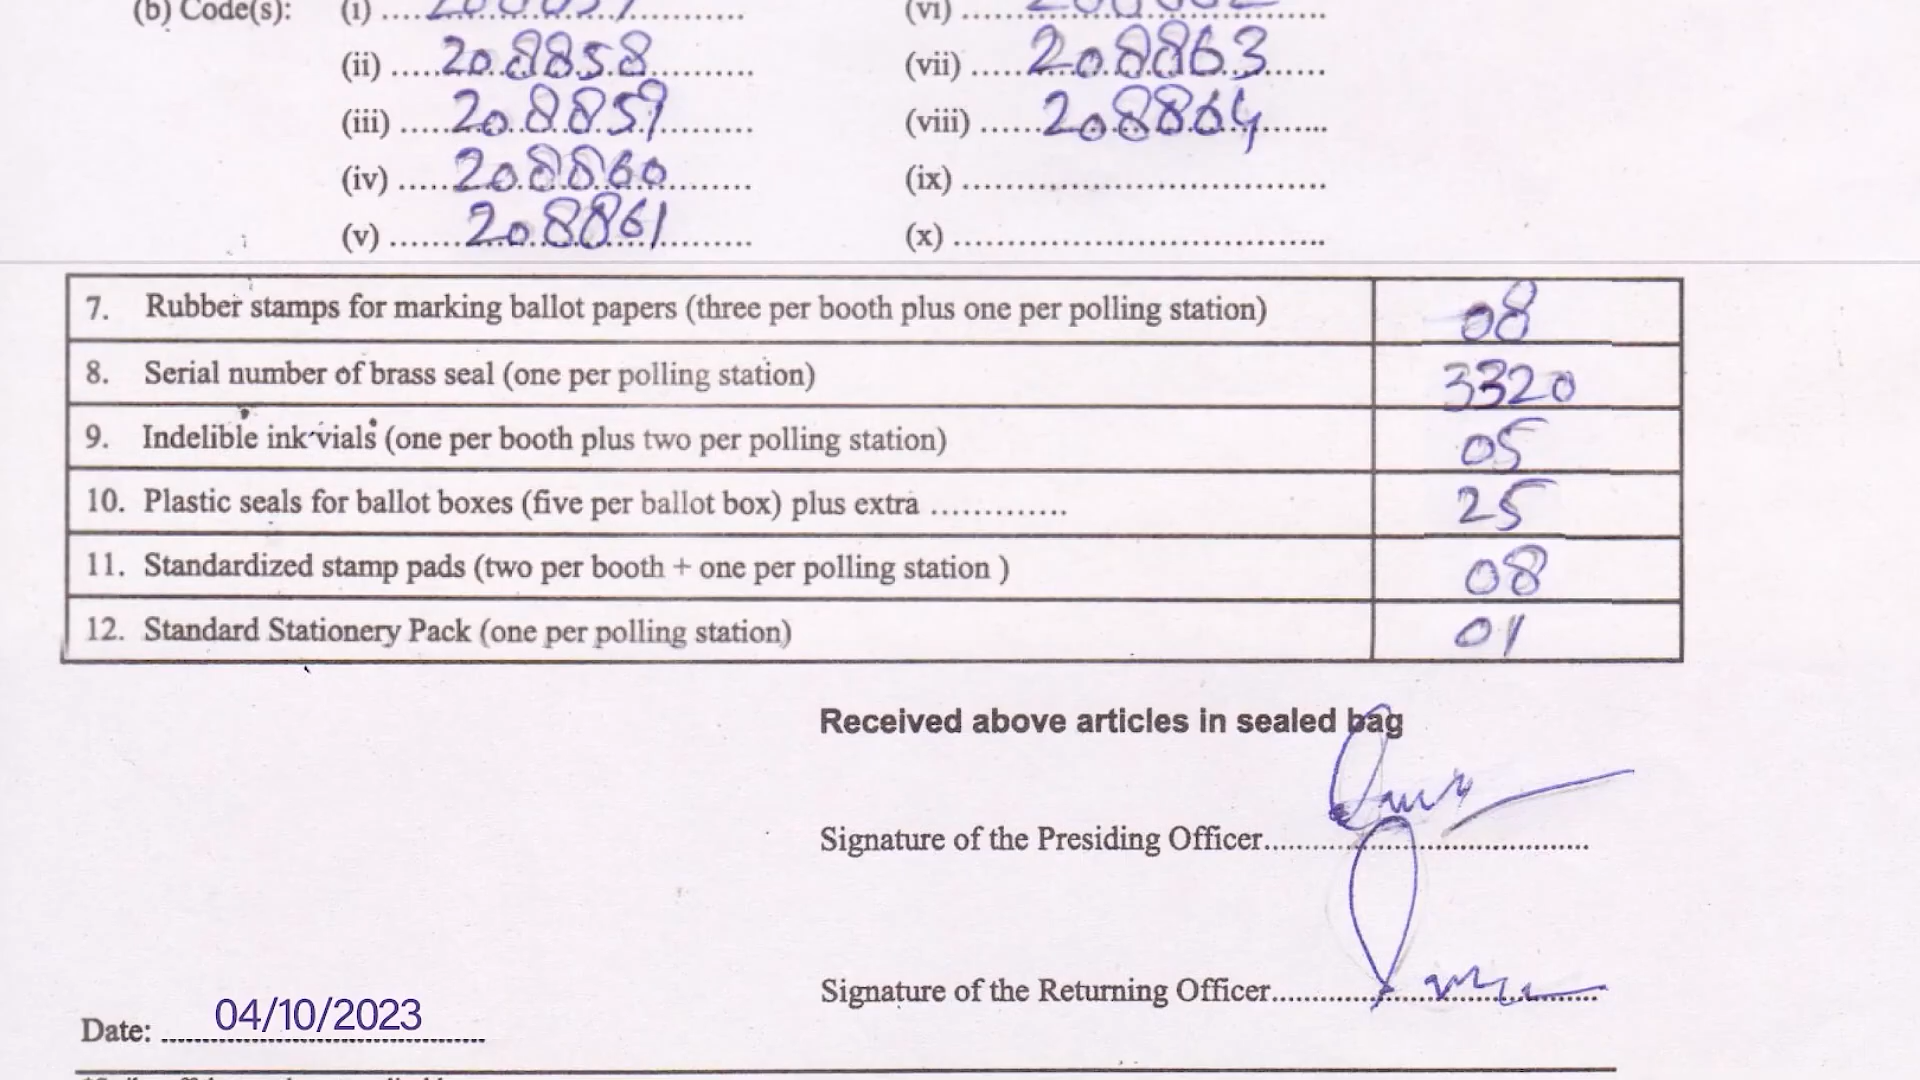 (b) Code(s): (i) .... 208857 .... (vi) .... 208862 ....
(ii) .... 208858 .... (vii) .... 208863 ....
(iii) .... 208859 .... (viii) .... 208864 ....
(iv) .... 208860 .... (ix) ....
(v) .... 208861 .... (x) ....
7. Rubber stamps for marking ballot papers (three per booth plus one per polling station) 08
8. Serial number of brass seal (one per polling station) 3320
9. Indelible ink vials (one per booth plus two per polling station) 05
10. Plastic seals for ballot boxes (five per ballot box) plus extra ............. 25
11. Standardized stamp pads (two per booth + one per polling station ) 08
12. Standard Stationery Pack (one per polling station) 01
Received above articles in sealed bag
Signature of the Presiding Officer....
Signature of the Returning Officer....
Date: 04/10/2023